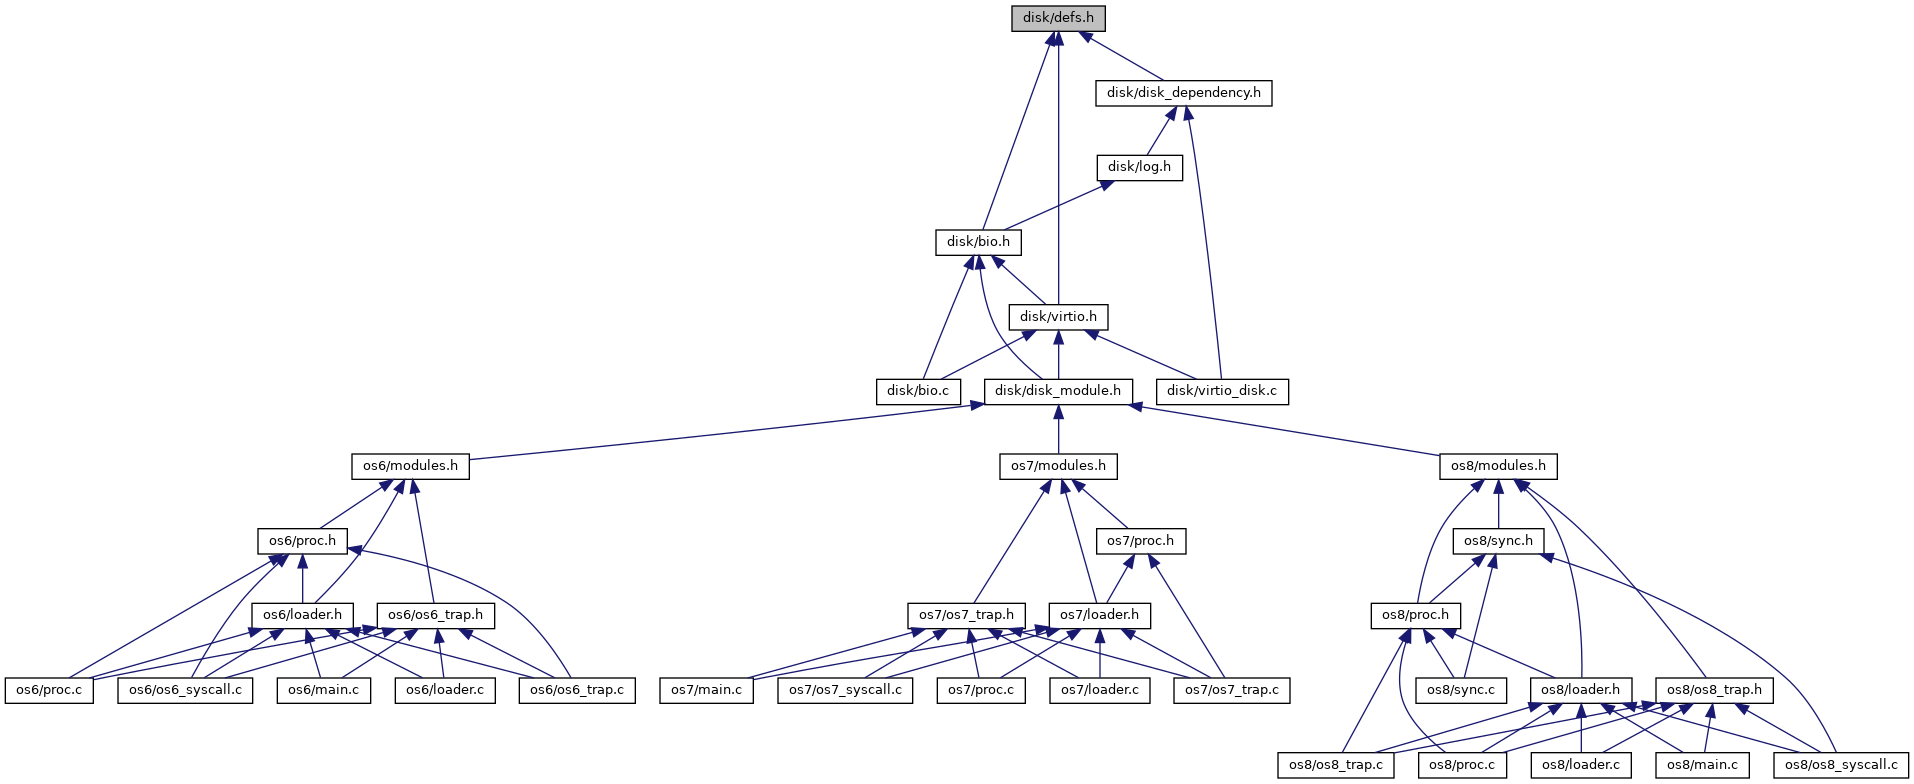 disk/defs.h
disk/disk_dependency.h
disk/log.h
disk/bio.h
disk/virtio.h
disk/bio.c
disk/disk_module.h
disk/virtio_disk.c
os6/modules.h
os7/modules.h
os8/modules.h
os6/proc.h
os7/proc.h
os8/sync.h
os6/loader.h
os6/os6_trap.h
os7/os7_trap.h
os7/loader.h
os8/proc.h
os6/proc.c
os6/os6_syscall.c
os6/main.c
os6/loader.c
os6/os6_trap.c
os7/main.c
os7/os7_syscall.c
os7/proc.c
os7/loader.c
os7/os7_trap.c
os8/sync.c
os8/loader.h
os8/os8_trap.h
os8/os8_trap.c
os8/proc.c
os8/loader.c
os8/main.c
os8/os8_syscall.c